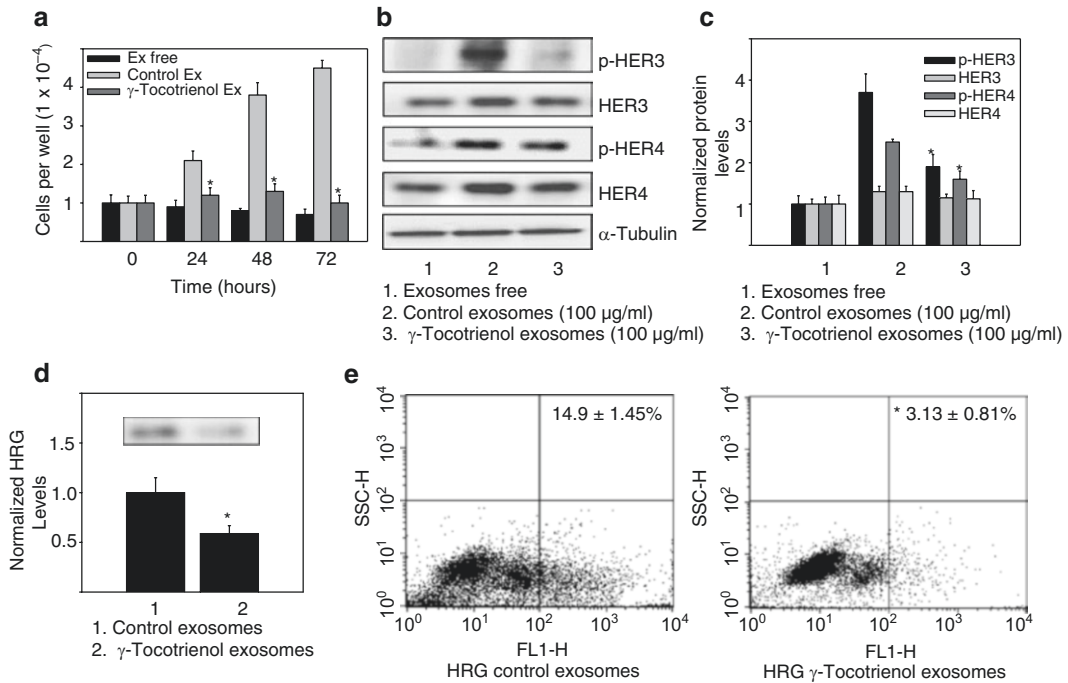 a
Cells per well (1 x 10⁻⁴)
4
3
2
1
Ex free
Control Ex
γ-Tocotrienol Ex
*
*
*
0
24
48
72
Time (hours)
b
p-HER3
HER3
p-HER4
HER4
α-Tubulin
1
2
3
1. Exosomes free
2. Control exosomes (100 µg/ml)
3. γ-Tocotrienol exosomes (100 µg/ml)
c
Normalized protein
levels
4
3
2
1
p-HER3
HER3
p-HER4
HER4
*
*
1
2
3
1. Exosomes free
2. Control exosomes (100 µg/ml)
3. γ-Tocotrienol exosomes (100 µg/ml)
d
Normalized HRG
Levels
1.5
1.0
0.5
*
1
2
1. Control exosomes
2. γ-Tocotrienol exosomes
e
SSC-H
10⁴
10³
10²
10¹
10⁰
14.9 ± 1.45%
10⁰ 10¹ 10² 10³ 10⁴
FL1-H
HRG control exosomes
SSC-H
10⁴
10³
10²
10¹
10⁰
* 3.13 ± 0.81%
10⁰ 10¹ 10² 10³ 10⁴
FL1-H
HRG γ-Tocotrienol exosomes